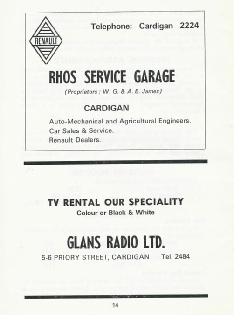 Telephone: Cardigan 2224
RENAULT
RHOS SERVICE GARAGE
(Proprietors: W. G. & A. E. James)
CARDIGAN
Auto-Mechanical and Agricultural Engineers.
Car Sales & Service.
Renault Dealers.
TV RENTAL OUR SPECIALITY
Colour or Black & White
GLANS RADIO LTD.
5-6 PRIORY STREET, CARDIGAN Tel. 2484